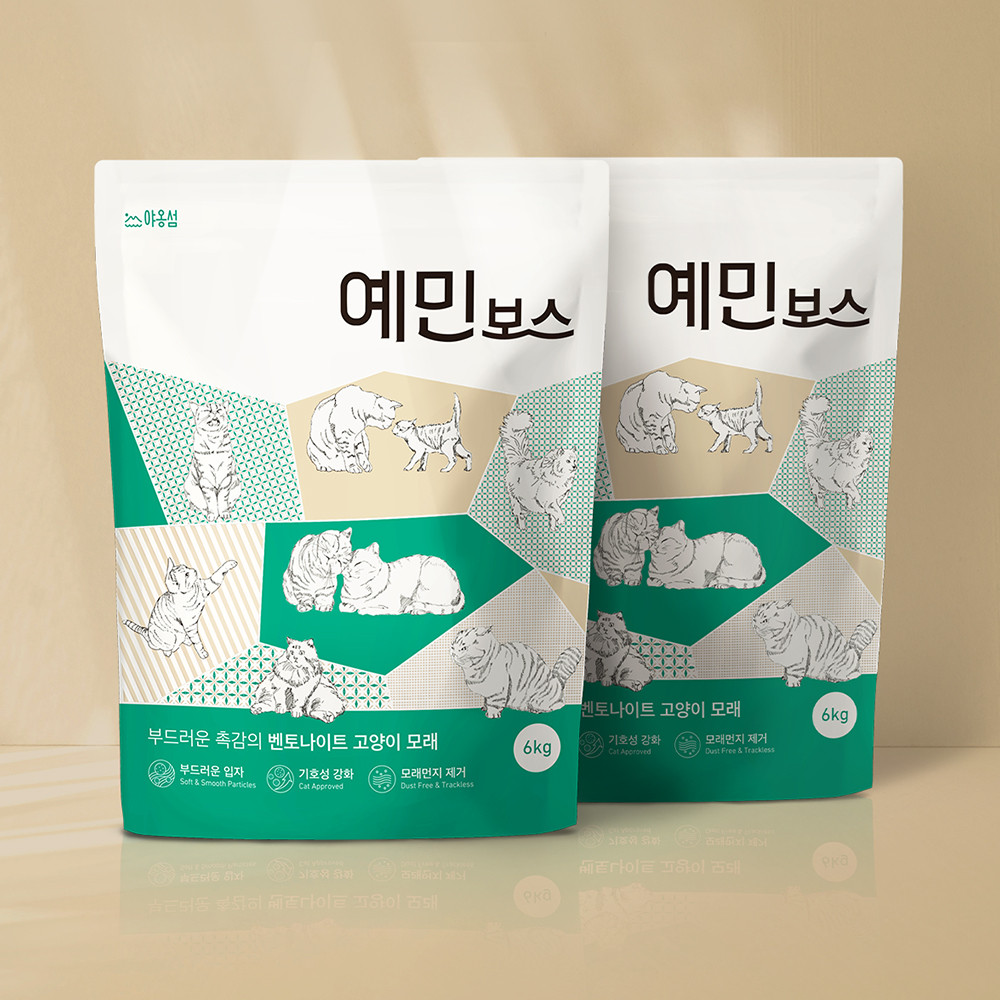 야옹섬
예민보스
부드러운 촉감의 벤토나이트 고양이 모래
6kg
부드러운 입자
Soft & Smooth Particles
기호성 강화
Cat Approved
모래먼지 제거
Dust Free & Trackless
예민보스
벤토나이트 고양이 모래
6kg
기호성 강화
Cat Approved
모래먼지 제거
Dust Free & Trackless